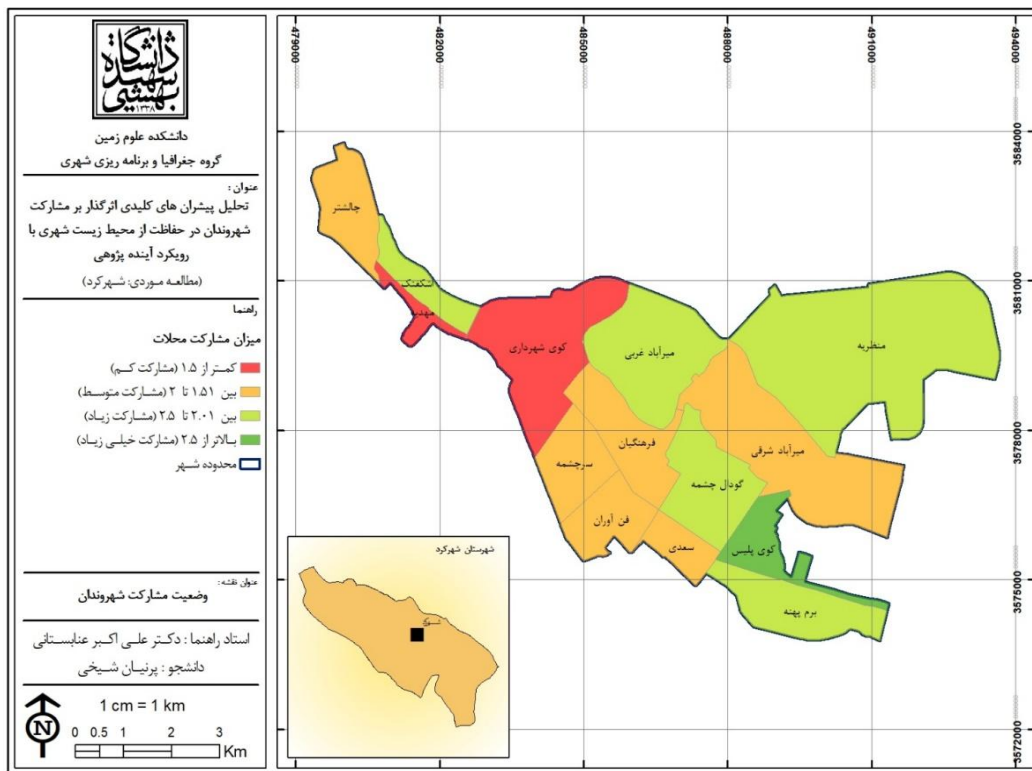 دانشگاه
شهید
بهشتی
۱۳۳۸
دانشکده علوم زمین
گروه جغرافیا و برنامه ریزی شهری
عنوان :
تحلیل پیشران های کلیدی اثرگذار بر مشارکت
شهروندان در حفاظت از محیط زیست شهری با
رویکرد آینده پژوهی
(مطالعه موردی: شهرکرد)
راهنما
میزان مشارکت محلات
کمتر از ۱.۵ (مشارکت کم)
بین ۱.۵۱ تا ۲ (مشارکت متوسط)
بین ۲.۰۱ تا ۲.۵ (مشارکت زیاد)
بالاتر از ۲.۵ (مشارکت خیلی زیاد)
محدوده شهر
عنوان نقشه :
وضعیت مشارکت شهروندان
استاد راهنما : دکتر علی اکبر عنابستانی
دانشجو : پرنیان شیخی
N
1 cm = 1 km
0 0.5 1 2 3
Km
479000 482000 485000 488000 491000 494000
3584000
3581000
3578000
3575000
3572000
چالشتر
اشکفتک
مهدیه
کوی شهرداری
میرآباد غربی
منظریه
فرهنگیان
میرآباد شرقی
سرچشمه
گودال چشمه
فن آوران
سعدی
کوی پلیس
برم پهنه
شهرستان شهرکرد